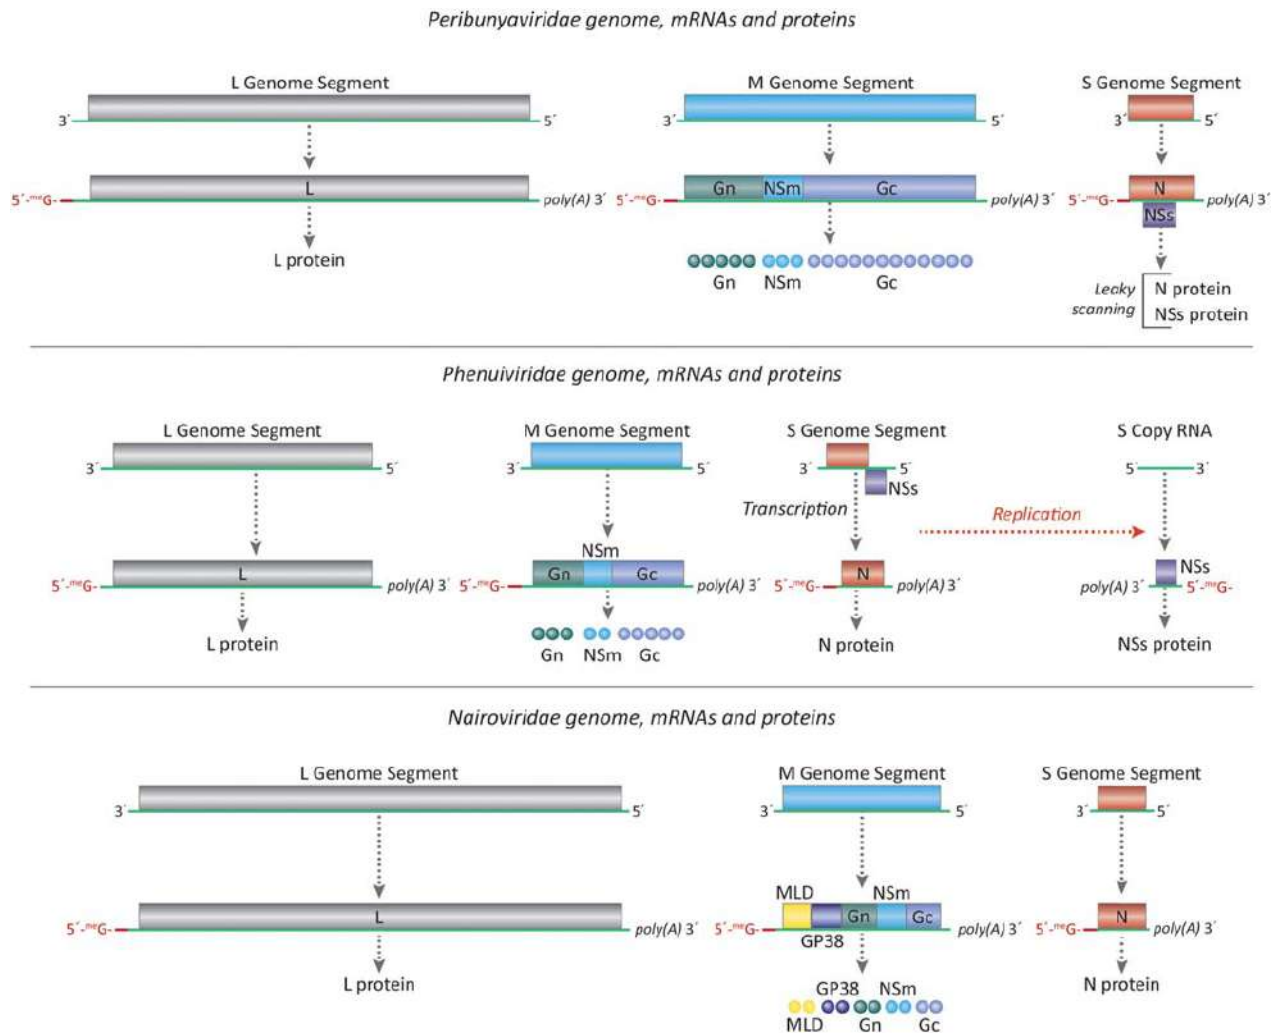 Peribunyaviridae genome, mRNAs and proteins
L Genome Segment M Genome Segment S Genome Segment
3´ 5´ 3´ 5´ 3´ 5´
L Gn NSm Gc N
5´-meG- poly(A) 3´ 5´-meG- poly(A) 3´ 5´-meG- poly(A) 3´
NSs
L protein Gn NSm Gc
Leaky scanning N protein
NSs protein
Phenuiviridae genome, mRNAs and proteins
L Genome Segment M Genome Segment S Genome Segment S Copy RNA
3´ 5´ 3´ 5´ 3´ 5´ 5´ 3´
NSs
Transcription Replication
NSm NSs
L Gn Gc N
5´-meG- poly(A) 3´ 5´-meG- poly(A) 3´ 5´-meG- poly(A) 3´ poly(A) 3´ 5´-meG-
L protein Gn NSm Gc N protein NSs protein
Nairoviridae genome, mRNAs and proteins
L Genome Segment M Genome Segment S Genome Segment
3´ 5´ 3´ 5´ 3´ 5´
MLD NSm
L Gn Gc N
5´-meG- poly(A) 3´ 5´-meG- poly(A) 3´ 5´-meG- poly(A) 3´
GP38
L protein GP38 NSm N protein
MLD Gn Gc